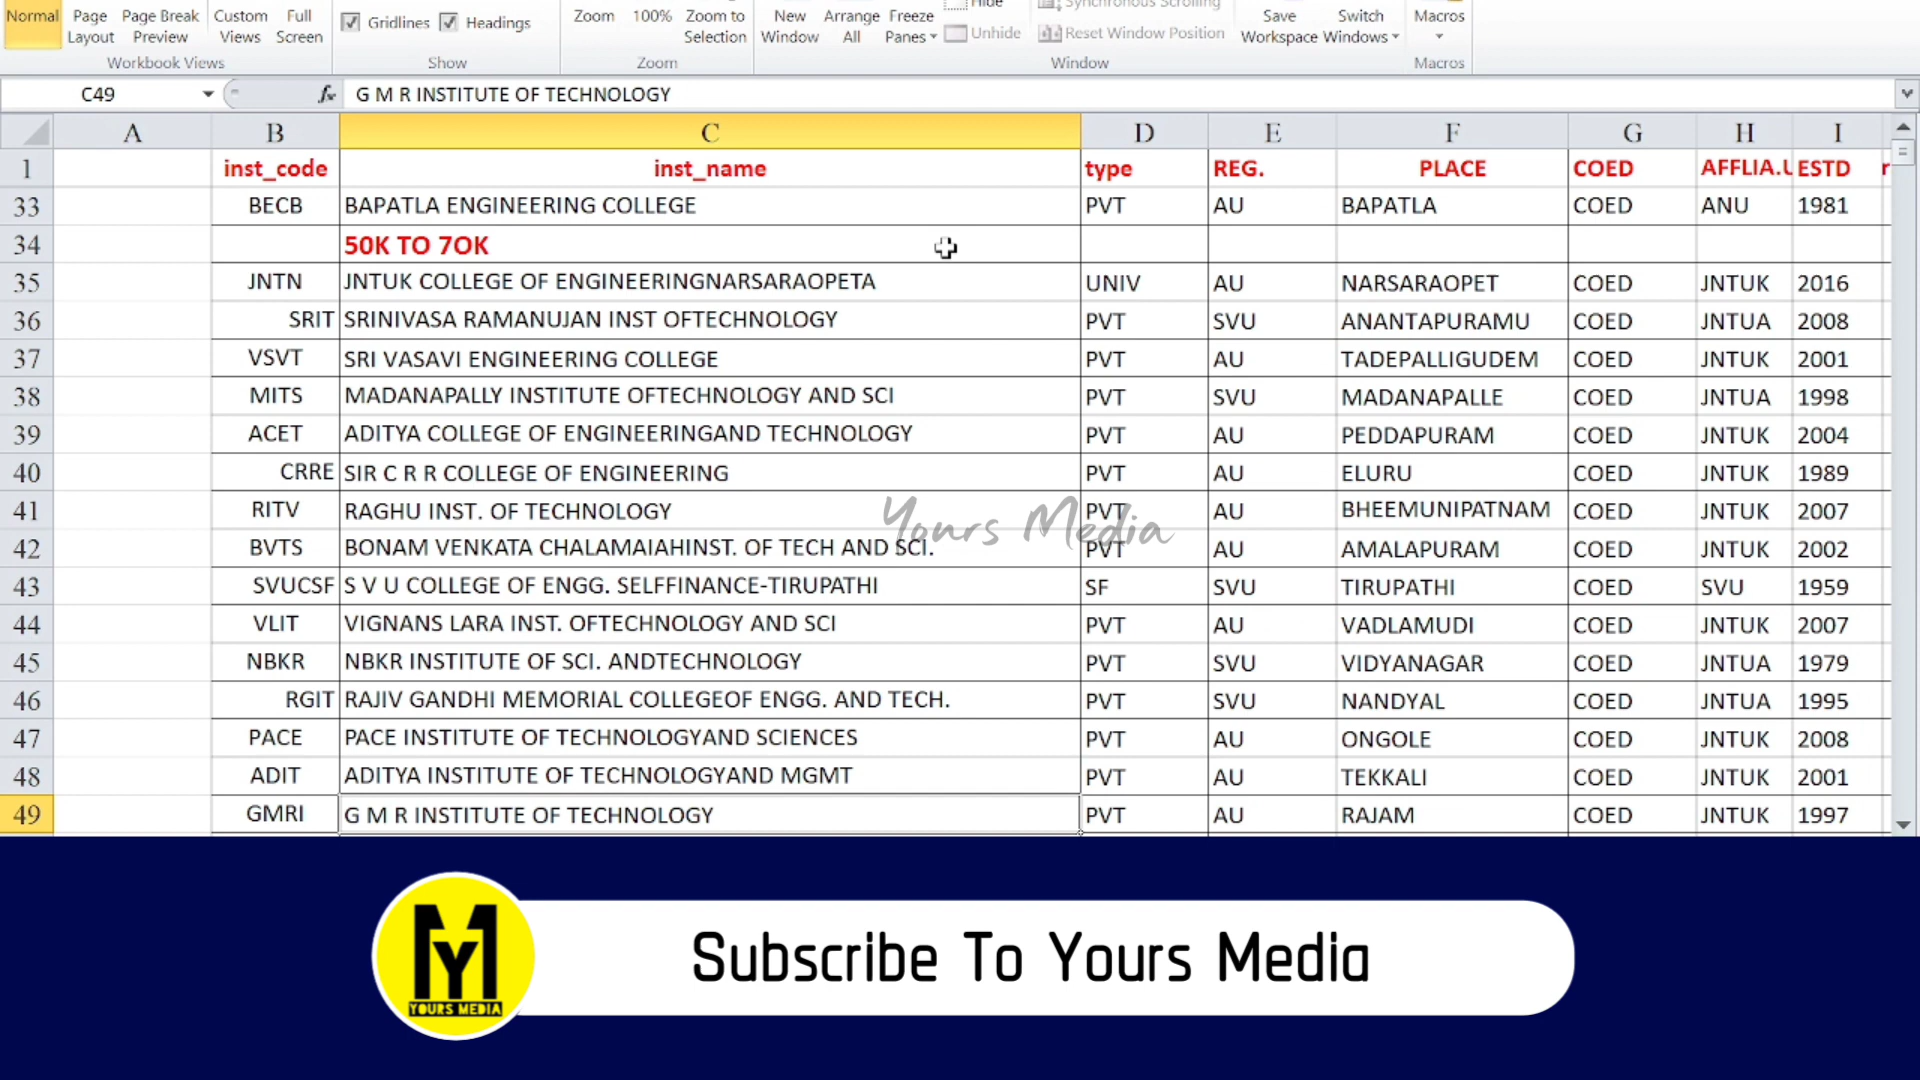 Normal Page Layout Page Break Preview Custom Views Full Screen Gridlines Headings Zoom 100% Zoom to Selection New Window Arrange All Freeze Panes Hide Unhide Synchronous Scrolling Reset Window Position Save Workspace Switch Windows Macros
Workbook Views Show Zoom Window Macros
C49 fx G M R INSTITUTE OF TECHNOLOGY
A B C D E F G H I
1 inst_code inst_name type REG. PLACE COED AFFLIA.U ESTD
33 BECB BAPATLA ENGINEERING COLLEGE PVT AU BAPATLA COED ANU 1981
34 50K TO 7OK
35 JNTN JNTUK COLLEGE OF ENGINEERINGNARSARAOPETA UNIV AU NARSARAOPET COED JNTUK 2016
36 SRIT SRINIVASA RAMANUJAN INST OFTECHNOLOGY PVT SVU ANANTAPURAMU COED JNTUA 2008
37 VSVT SRI VASAVI ENGINEERING COLLEGE PVT AU TADEPALLIGUDEM COED JNTUK 2001
38 MITS MADANAPALLY INSTITUTE OFTECHNOLOGY AND SCI PVT SVU MADANAPALLE COED JNTUA 1998
39 ACET ADITYA COLLEGE OF ENGINEERINGAND TECHNOLOGY PVT AU PEDDAPURAM COED JNTUK 2004
40 CRRE SIR C R R COLLEGE OF ENGINEERING PVT AU ELURU COED JNTUK 1989
41 RITV RAGHU INST. OF TECHNOLOGY PVT AU BHEEMUNIPATNAM COED JNTUK 2007
Yours Media
42 BVTS BONAM VENKATA CHALAMAIAHINST. OF TECH AND SCI. PVT AU AMALAPURAM COED JNTUK 2002
43 SVUCSF S V U COLLEGE OF ENGG. SELFFINANCE-TIRUPATHI SF SVU TIRUPATHI COED SVU 1959
44 VLIT VIGNANS LARA INST. OFTECHNOLOGY AND SCI PVT AU VADLAMUDI COED JNTUK 2007
45 NBKR NBKR INSTITUTE OF SCI. ANDTECHNOLOGY PVT SVU VIDYANAGAR COED JNTUA 1979
46 RGIT RAJIV GANDHI MEMORIAL COLLEGEOF ENGG. AND TECH. PVT SVU NANDYAL COED JNTUA 1995
47 PACE PACE INSTITUTE OF TECHNOLOGYAND SCIENCES PVT AU ONGOLE COED JNTUK 2008
48 ADIT ADITYA INSTITUTE OF TECHNOLOGYAND MGMT PVT AU TEKKALI COED JNTUK 2001
49 GMRI G M R INSTITUTE OF TECHNOLOGY PVT AU RAJAM COED JNTUK 1997
MY
YOURS MEDIA
Subscribe To Yours Media